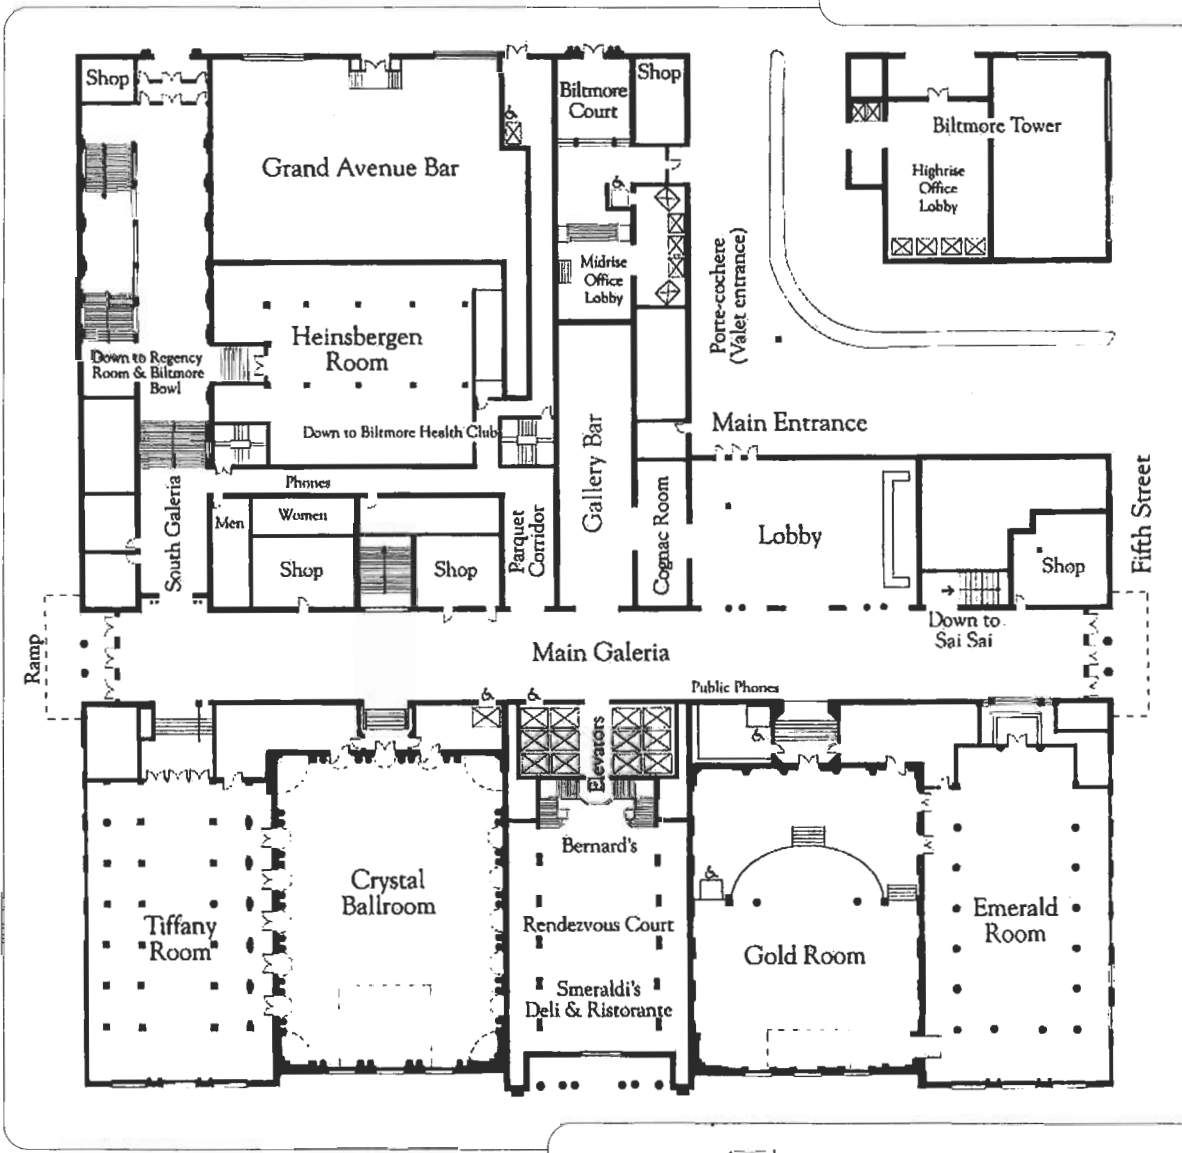 Shop
Grand Avenue Bar
Biltmore
Court
Shop
Biltmore Tower
Highrise
Office
Lobby
Midrise
Office
Lobby
Porte-cochere
(Valet entrance)
Heinsbergen
Room
Down to Regency
Room & Biltmore
Bowl
Down to Biltmore Health Club
Main Entrance
Phones
South Galeria
Men
Women
Shop
Shop
Parquet
Corridor
Gallery Bar
Cognac Room
Lobby
Shop
Fifth Street
Down to
Sai Sai
Ramp
Main Galeria
Public Phones
Elevators
Bernard's
Crystal
Ballroom
Tiffany
Room
Rendezvous Court
Smeraldi's
Deli & Ristorante
Gold Room
Emerald
Room